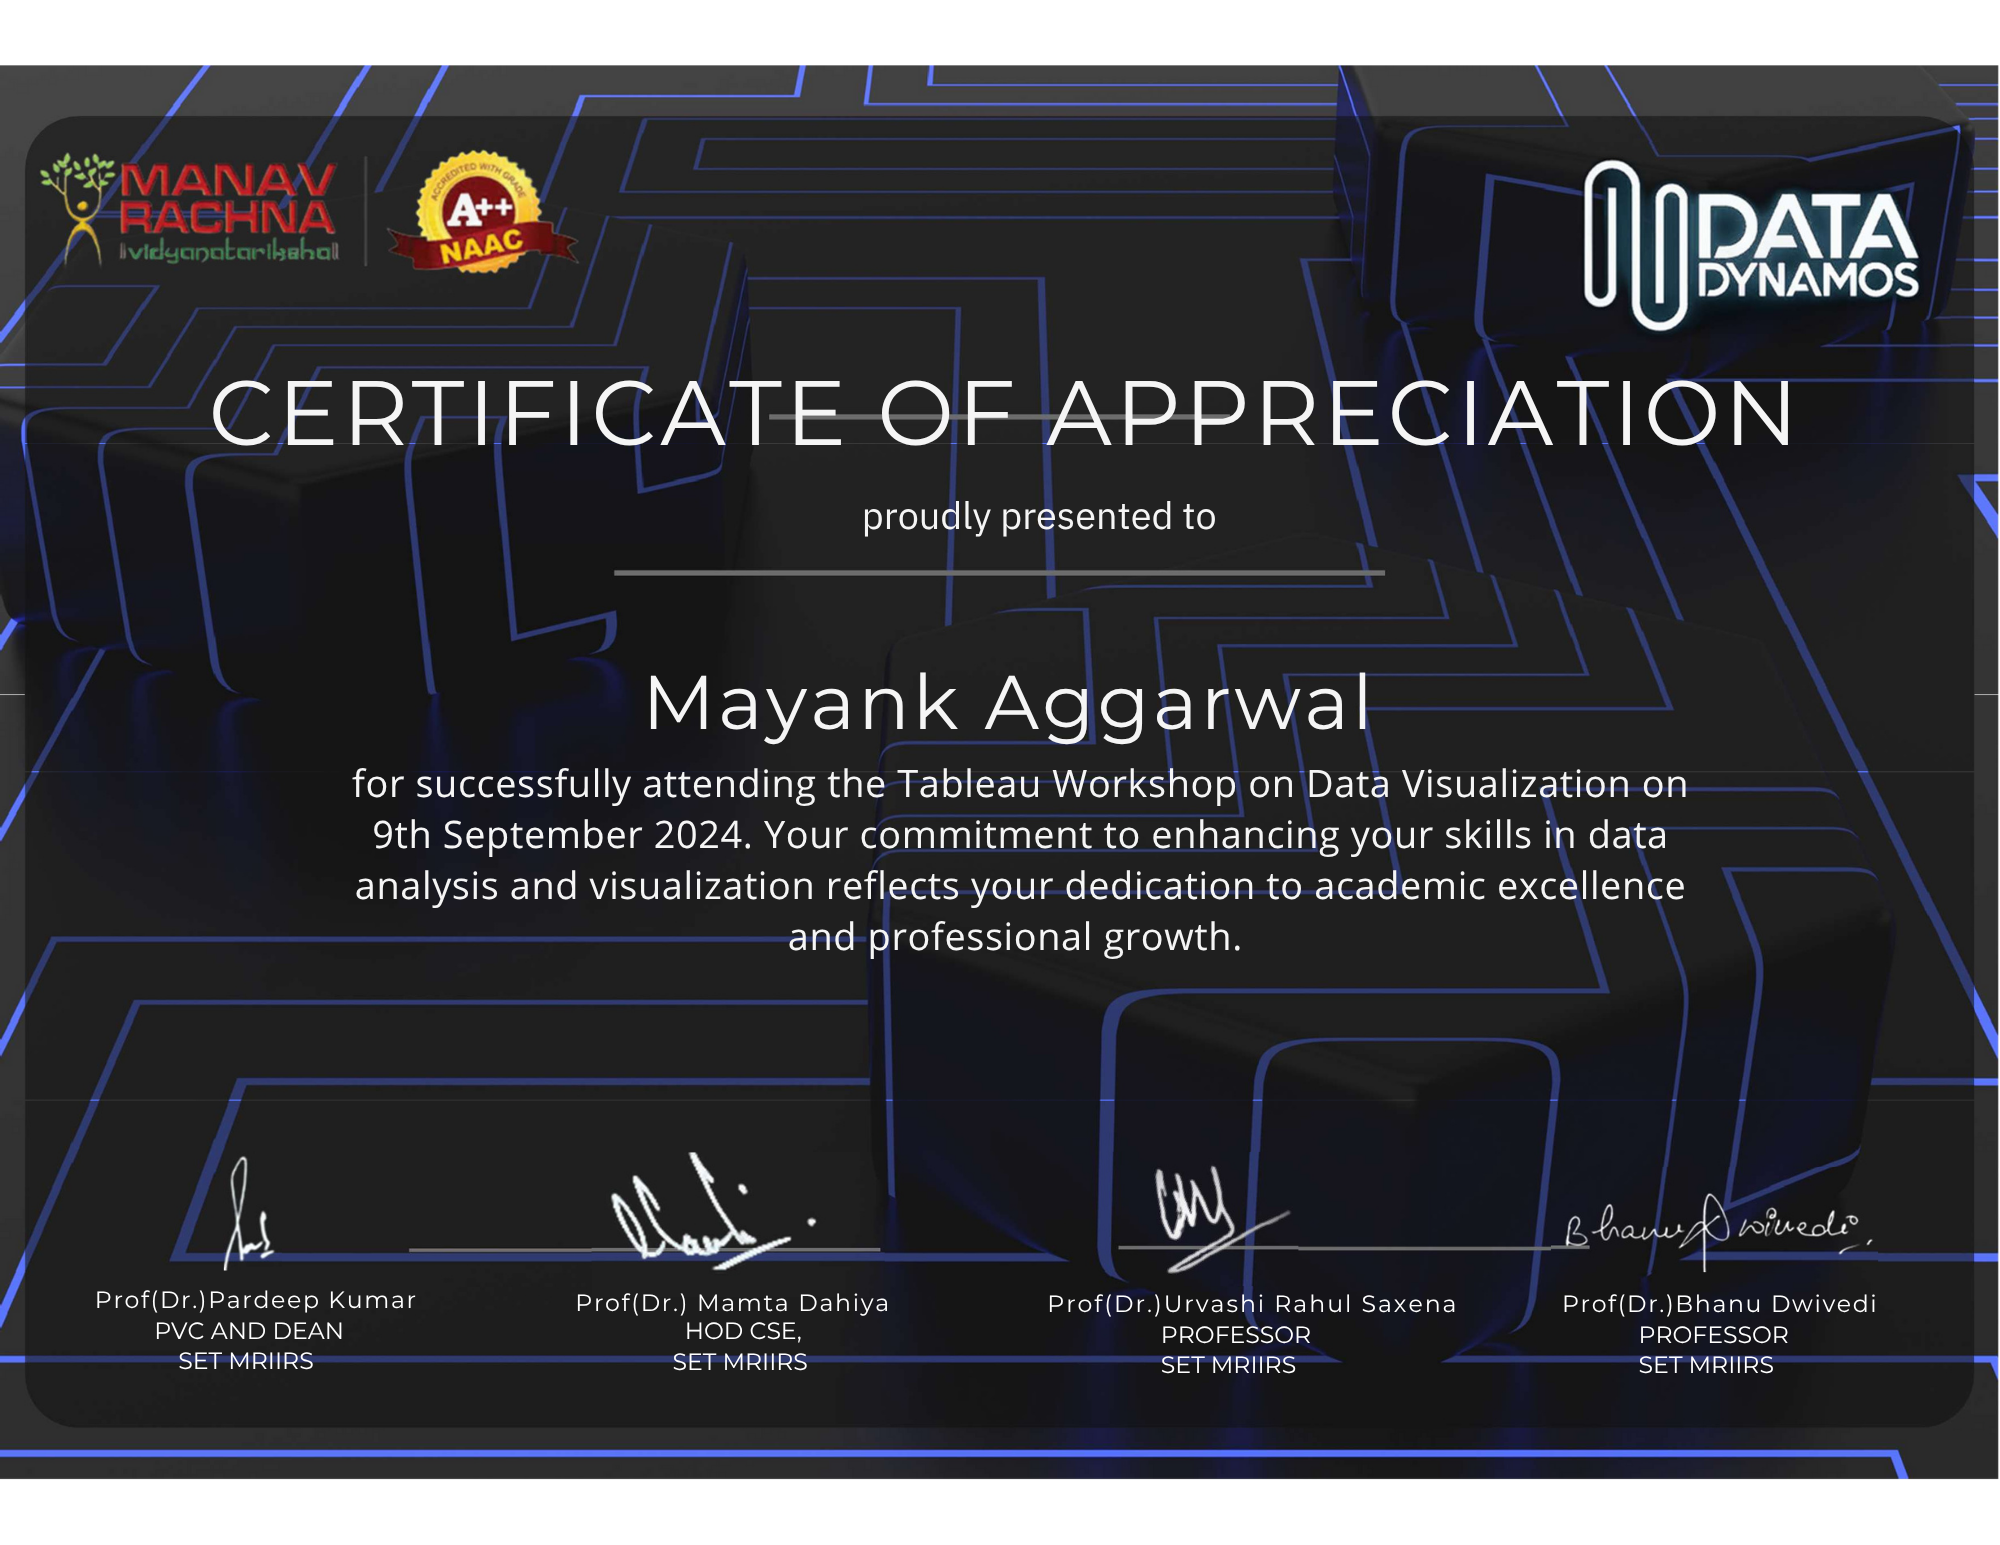 MANAV
RACHNA
vidyanatariksha
ACCREDITED WITH GRADE
A++
NAAC
DATA
DYNAMOS
CERTIFICATE OF APPRECIATION
proudly presented to
Mayank Aggarwal
for successfully attending the Tableau Workshop on Data Visualization on
9th September 2024. Your commitment to enhancing your skills in data
analysis and visualization reflects your dedication to academic excellence
and professional growth.
Bhanu Dwivedi
Prof(Dr.)Pardeep Kumar
PVC AND DEAN
SET MRIIRS
Prof(Dr.) Mamta Dahiya
HOD CSE,
SET MRIIRS
Prof(Dr.)Urvashi Rahul Saxena
PROFESSOR
SET MRIIRS
Prof(Dr.)Bhanu Dwivedi
PROFESSOR
SET MRIIRS